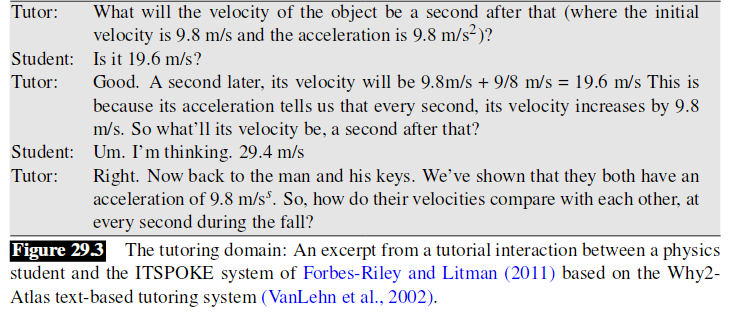 Tutor: What will the velocity of the object be a second after that (where the initial
velocity is 9.8 m/s and the acceleration is 9.8 m/s²)?
Student: Is it 19.6 m/s?
Tutor: Good. A second later, its velocity will be 9.8m/s + 9/8 m/s = 19.6 m/s This is
because its acceleration tells us that every second, its velocity increases by 9.8
m/s. So what'll its velocity be, a second after that?
Student: Um. I'm thinking. 29.4 m/s
Tutor: Right. Now back to the man and his keys. We've shown that they both have an
acceleration of 9.8 m/sˢ. So, how do their velocities compare with each other, at
every second during the fall?
Figure 29.3 The tutoring domain: An excerpt from a tutorial interaction between a physics
student and the ITSPOKE system of Forbes-Riley and Litman (2011) based on the Why2-
Atlas text-based tutoring system (VanLehn et al., 2002).